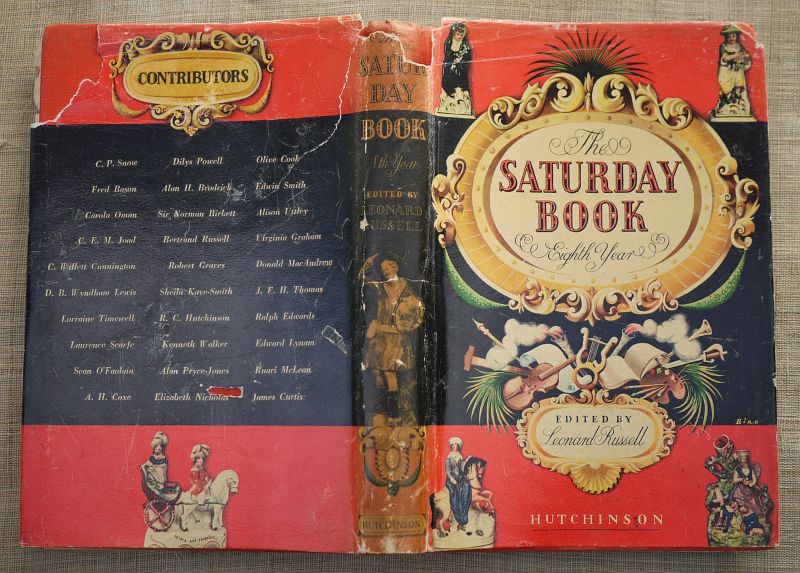 CONTRIBUTORS
C. P. Snow Dilys Powell Olive Cook
Fred Bason Alan H. Brodrick Edwin Smith
Carola Oman Sir Norman Birkett Alison Uttley
C. E. M. Joad Bertrand Russell Virginia Graham
C. Willett Cunnington Robert Graves Donald MacAndrew
D. B. Wyndham Lewis Sheila Kaye-Smith J. F. H. Thomas
Lorraine Timewell R. C. Hutchinson Ralph Edwards
Laurence Scarfe Kenneth Walker Edward Lynam
Sean O'Faolain Alan Pryce-Jones Ruari McLean
A. H. Coxe Elizabeth Nicholas James Curtis
The
SATUR
DAY
BOOK
8th Year
EDITED BY
LEONARD
RUSSELL
HUTCHINSON
The
SATURDAY
BOOK
Eighth Year
EDITED BY
Leonard Russell
BIRO
HUTCHINSON